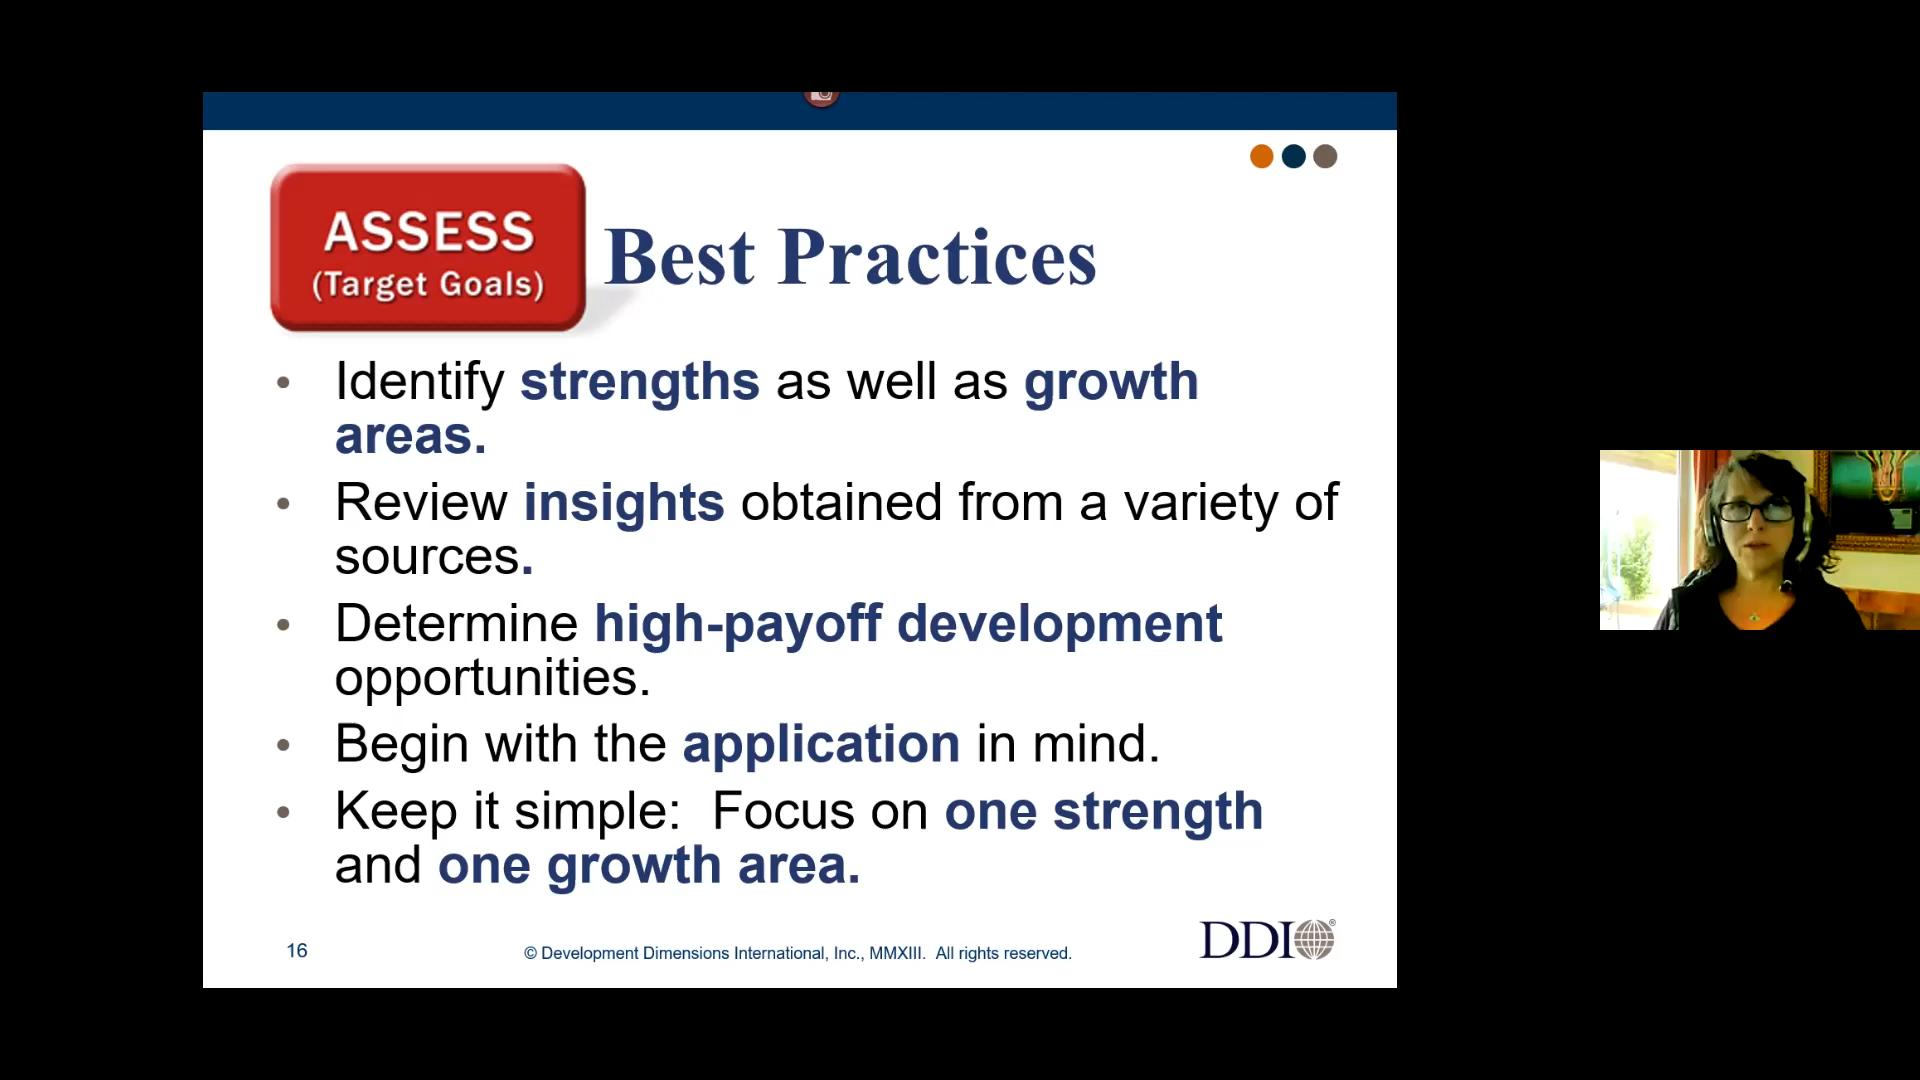 ASSESS
(Target Goals)
Best Practices
• Identify strengths as well as growth
areas.
• Review insights obtained from a variety of
sources.
• Determine high-payoff development
opportunities.
• Begin with the application in mind.
• Keep it simple:  Focus on one strength
and one growth area.
16
© Development Dimensions International, Inc., MMXIII.  All rights reserved.
DDI®